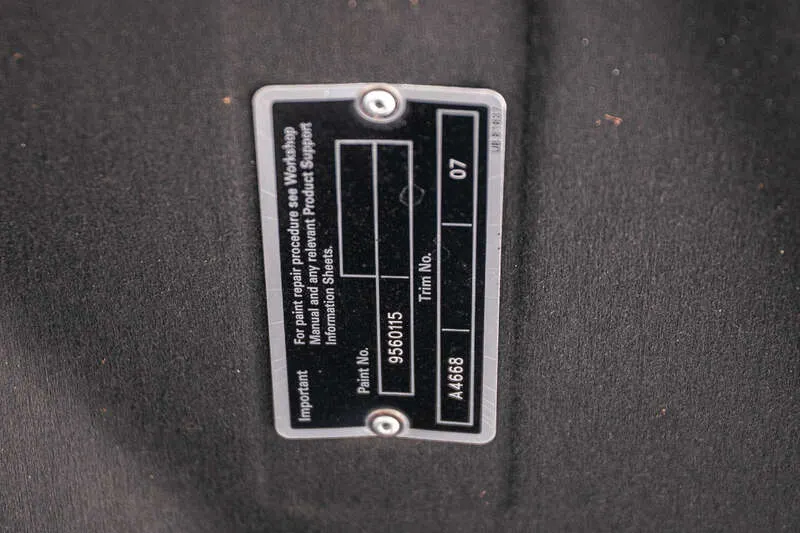 Important
For paint repair procedure see Workshop
Manual and any relevant Product Support
Information Sheets.
Paint No.
9560115
Trim No.
A4668
07